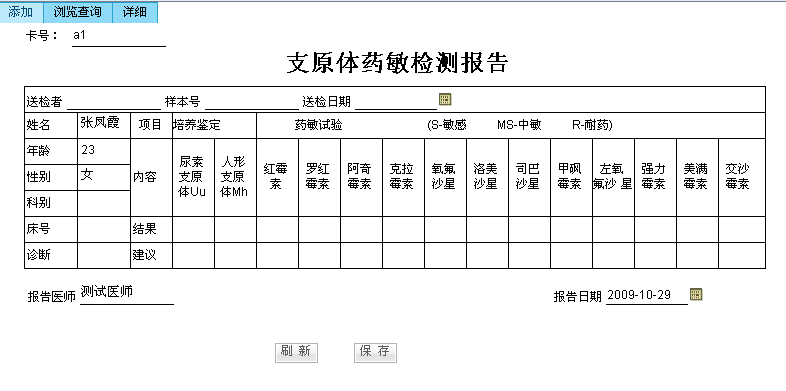 添加 浏览查询 详细
卡号： a1
支原体药敏检测报告
送检者 样本号 送检日期
姓名 张凤霞 项目 培养鉴定 药敏试验 (S-敏感 MS-中敏 R-耐药)
年龄 23
性别 女
科别
内容 尿素支原体Uu 人形支原体Mh 红霉素 罗红霉素 阿奇霉素 克拉霉素 氧氟沙星 洛美沙星 司巴沙星 甲砜霉素 左氧氟沙 星 强力霉素 美满霉素 交沙霉素
床号 结果
诊断 建议
报告医师 测试医师 报告日期 2009-10-29
刷 新 保 存